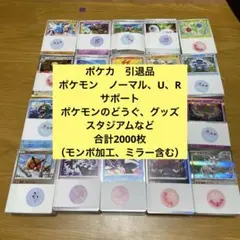 ポケカ　引退品
ポケモン　ノーマル、U、R
サポート
ポケモンのどうぐ、グッズ
スタジアムなど
合計2000枚
（モンボ加工、ミラー含む）